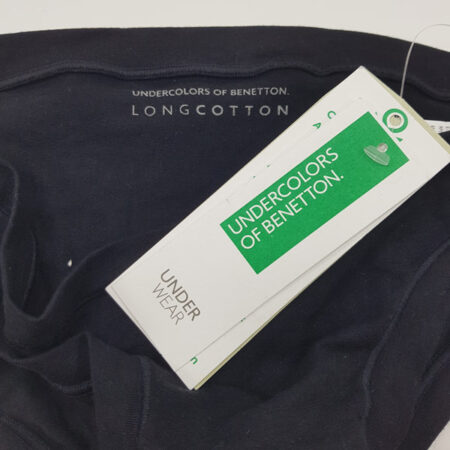 UNDERCOLORS OF BENETTON.
LONGCOTTON
UNDERCOLORS
OF BENETTON.
UNDER
WEAR